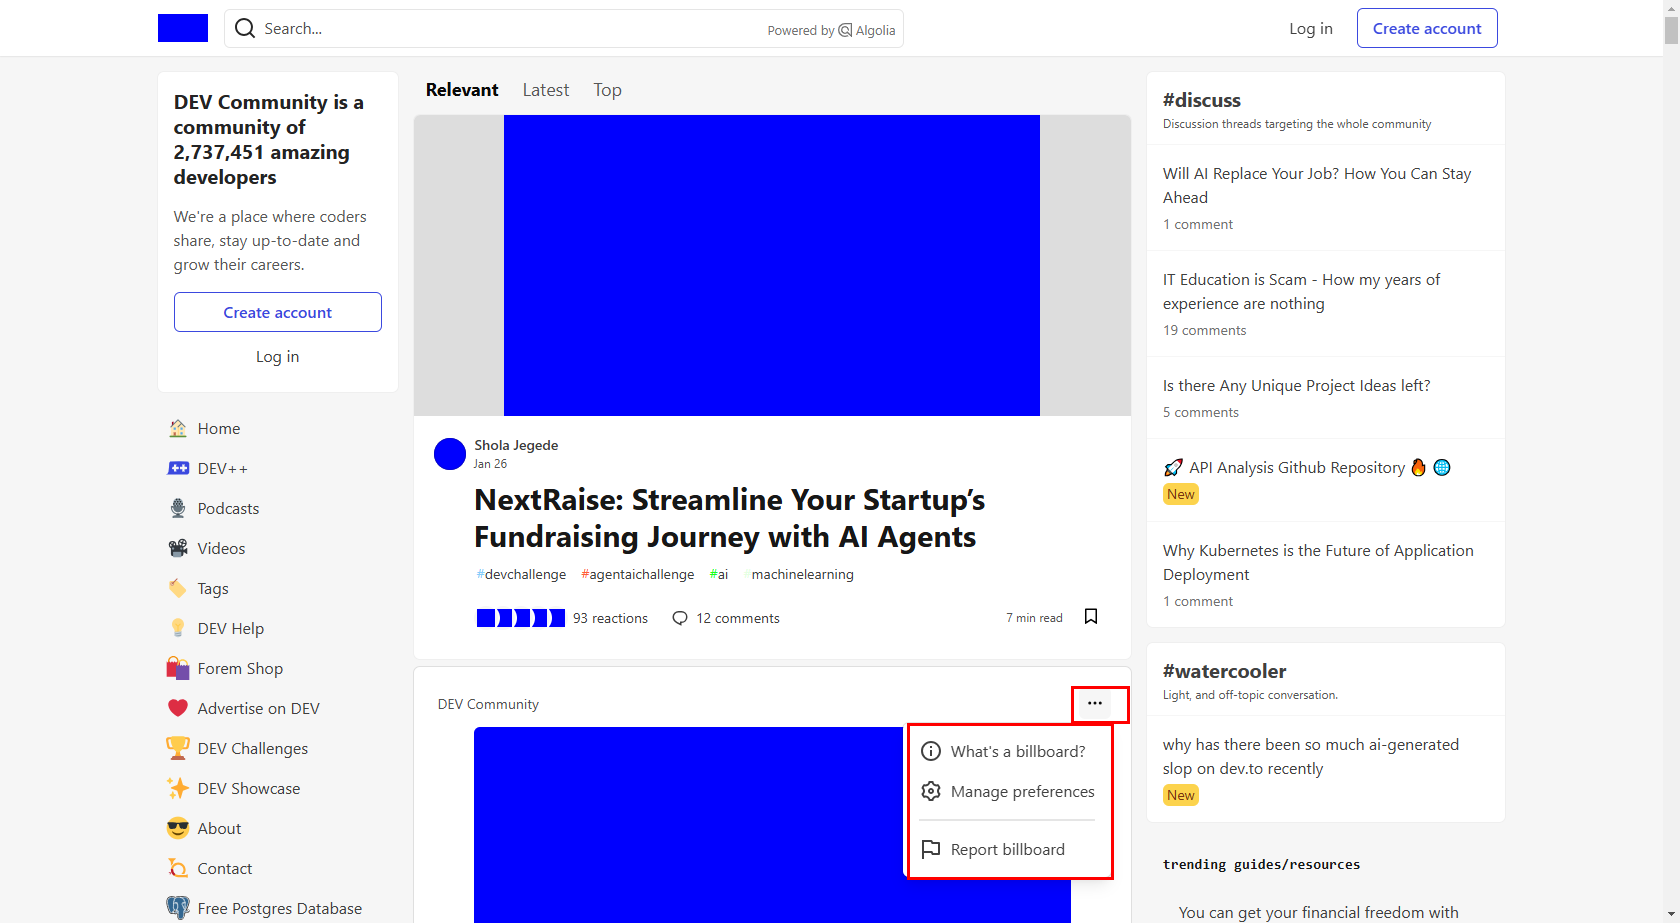 Search...
Powered by Algolia
Log in
Create account
DEV Community is a
community of
2,737,451 amazing
developers
We're a place where coders
share, stay up-to-date and
grow their careers.
Create account
Log in
Home
DEV++
Podcasts
Videos
Tags
DEV Help
Forem Shop
Advertise on DEV
DEV Challenges
DEV Showcase
About
Contact
Free Postgres Database
Relevant
Latest
Top
Shola Jegede
Jan 26
NextRaise: Streamline Your Startup’s
Fundraising Journey with AI Agents
#devchallenge #agentaichallenge #ai machinelearning
93 reactions
12 comments
7 min read
DEV Community
What's a billboard?
Manage preferences
Report billboard
#discuss
Discussion threads targeting the whole community
Will AI Replace Your Job? How You Can Stay
Ahead
1 comment
IT Education is Scam - How my years of
experience are nothing
19 comments
Is there Any Unique Project Ideas left?
5 comments
🚀 API Analysis Github Repository 🔥 🌐
New
Why Kubernetes is the Future of Application
Deployment
1 comment
#watercooler
Light, and off-topic conversation.
why has there been so much ai-generated
slop on dev.to recently
New
trending guides/resources
You can get your financial freedom with